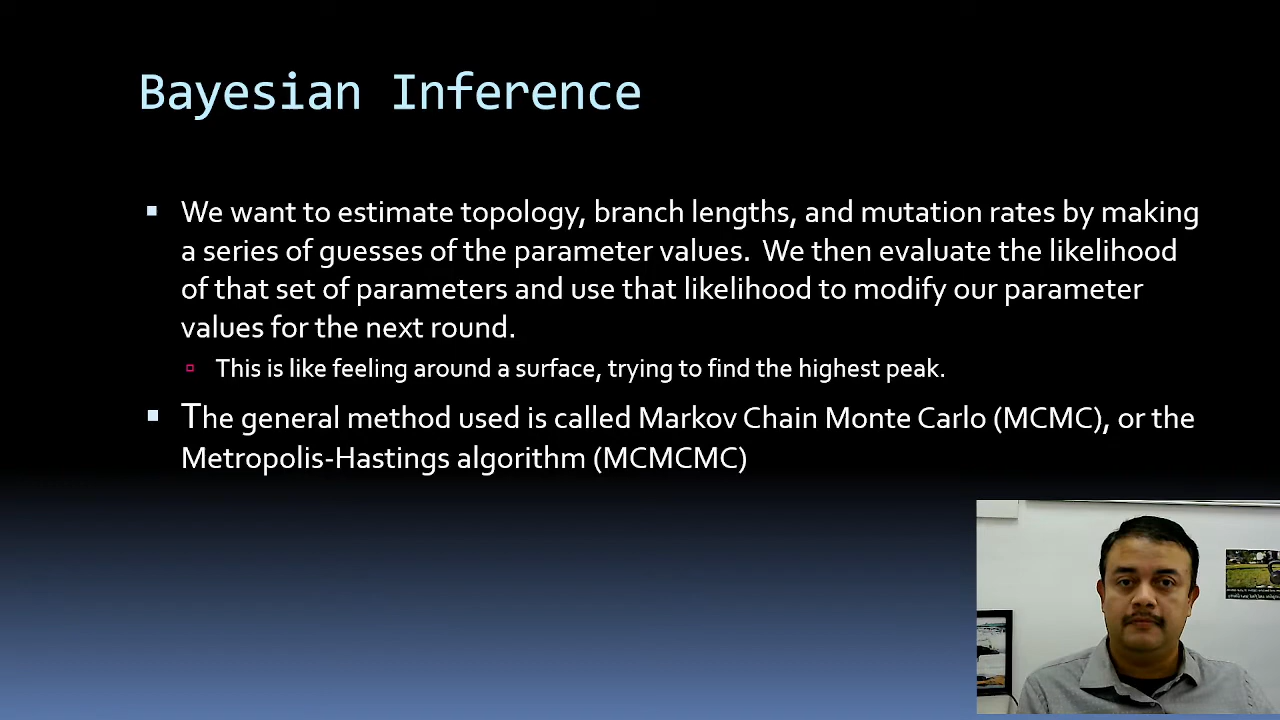 Bayesian Inference
We want to estimate topology, branch lengths, and mutation rates by making
a series of guesses of the parameter values.  We then evaluate the likelihood
of that set of parameters and use that likelihood to modify our parameter
values for the next round.
This is like feeling around a surface, trying to find the highest peak.
The general method used is called Markov Chain Monte Carlo (MCMC), or the
Metropolis-Hastings algorithm (MCMCMC)